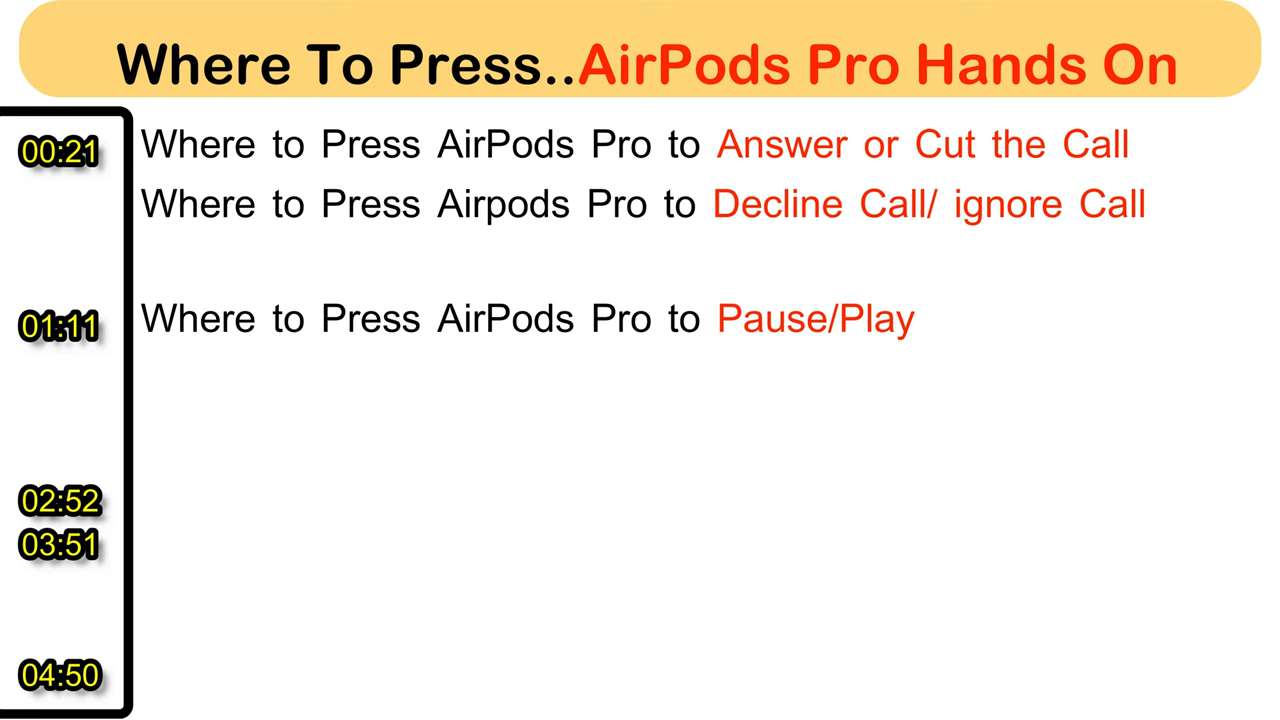 Where To Press..AirPods Pro Hands On
00:21 Where to Press AirPods Pro to Answer or Cut the Call
Where to Press Airpods Pro to Decline Call/ ignore Call
01:11 Where to Press AirPods Pro to Pause/Play
02:52
03:51
04:50